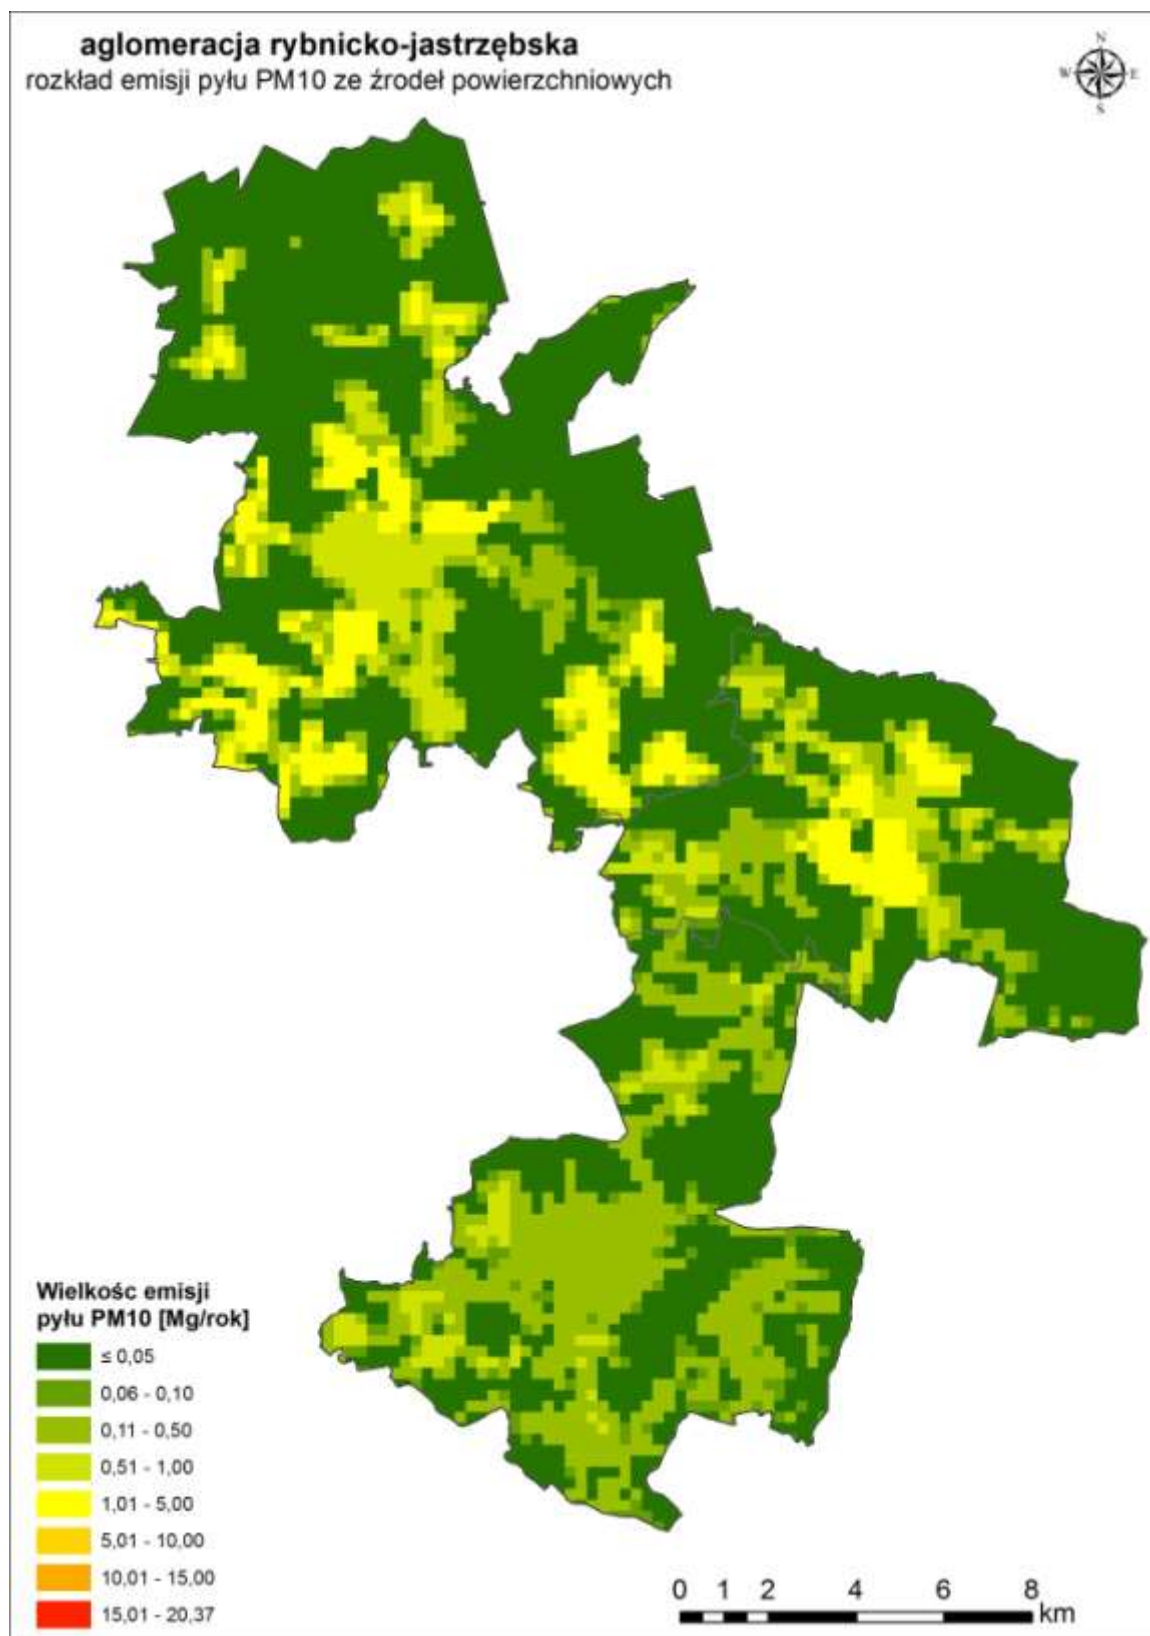 aglomeracja rybnicko-jastrzębska
rozkład emisji pyłu PM10 ze źrodeł powierzchniowych
N
W E
S
Wielkośc emisji
pyłu PM10 [Mg/rok]
≤ 0,05
0,06 - 0,10
0,11 - 0,50
0,51 - 1,00
1,01 - 5,00
5,01 - 10,00
10,01 - 15,00
15,01 - 20,37
0 1 2 4 6 8
km